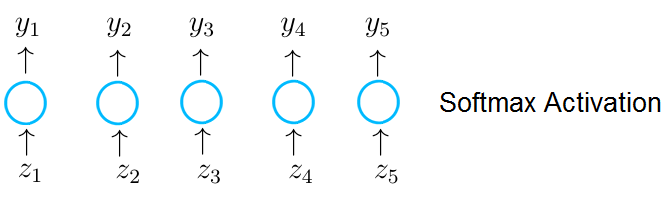 y₁ y₂ y₃ y₄ y₅
Softmax Activation
z₁ z₂ z₃ z₄ z₅